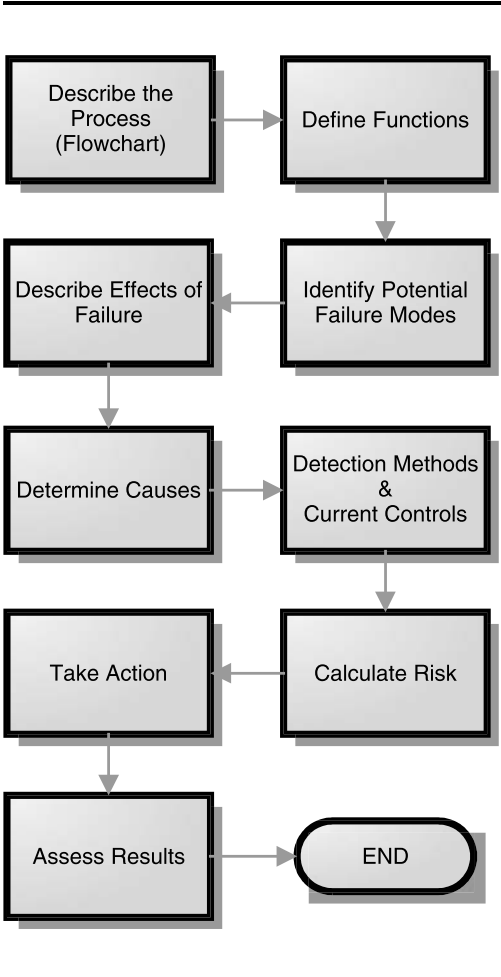 Describe the
Process
(Flowchart)
Define Functions
Identify Potential
Failure Modes
Describe Effects of
Failure
Determine Causes
Detection Methods
&
Current Controls
Calculate Risk
Take Action
Assess Results
END